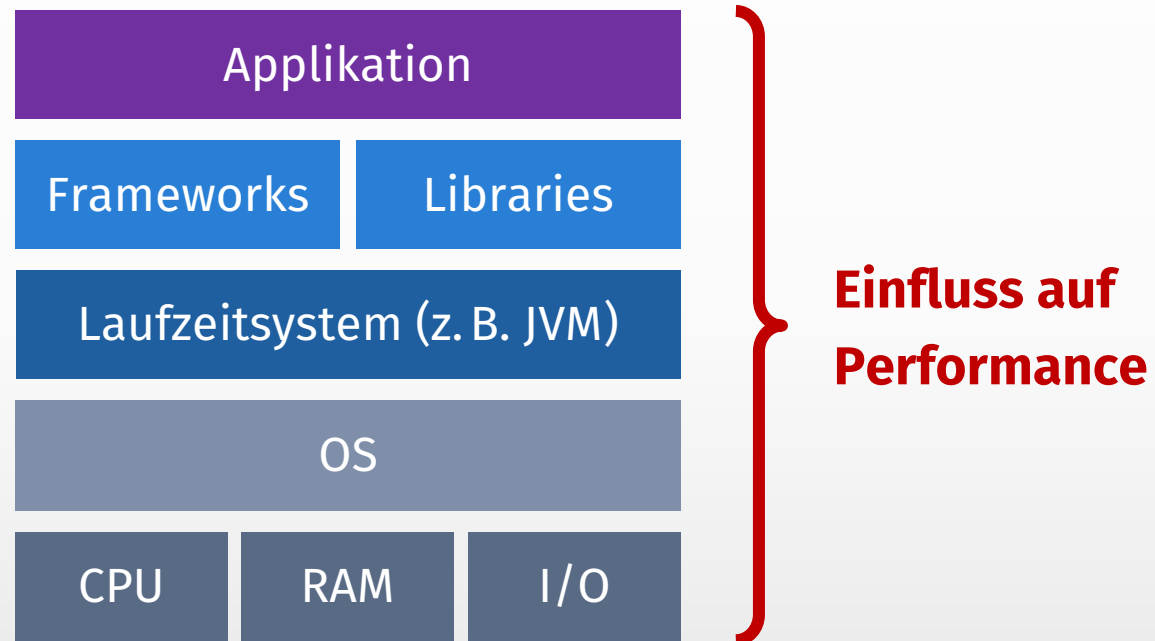 Applikation
Frameworks
Libraries
Laufzeitsystem (z. B. JVM)
OS
CPU
RAM
I/O
Einfluss auf
Performance